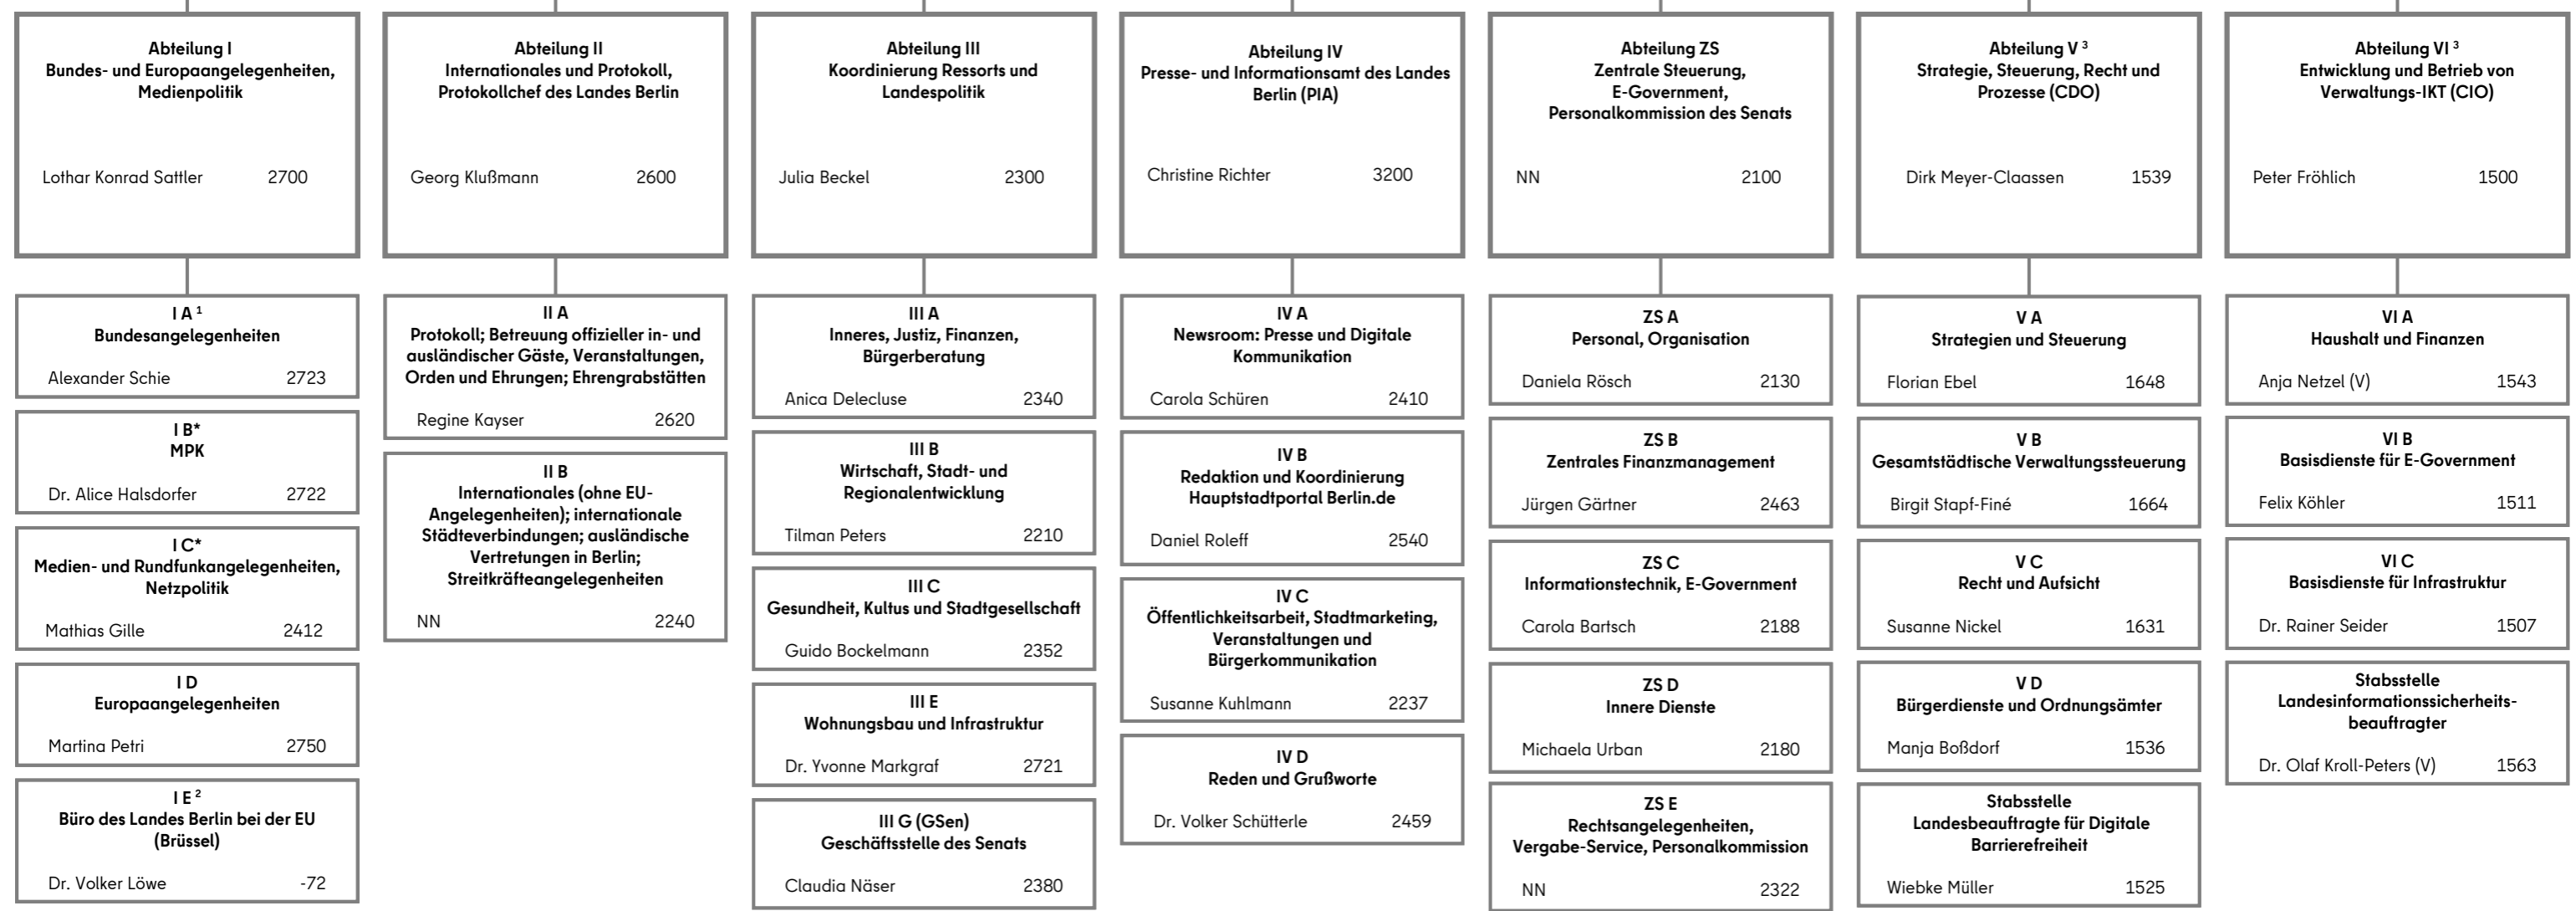 Abteilung I
Bundes- und Europaangelegenheiten,
Medienpolitik
Lothar Konrad Sattler 2700
I A ¹
Bundesangelegenheiten
Alexander Schie 2723
I B*
MPK
Dr. Alice Halsdorfer 2722
I C*
Medien- und Rundfunkangelegenheiten,
Netzpolitik
Mathias Gille 2412
I D
Europaangelegenheiten
Martina Petri 2750
I E ²
Büro des Landes Berlin bei der EU
(Brüssel)
Dr. Volker Löwe -72
Abteilung II
Internationales und Protokoll,
Protokollchef des Landes Berlin
Georg Klußmann 2600
II A
Protokoll; Betreuung offizieller in- und
ausländischer Gäste, Veranstaltungen,
Orden und Ehrungen; Ehrengrabstätten
Regine Kayser 2620
II B
Internationales (ohne EU-
Angelegenheiten); internationale
Städteverbindungen; ausländische
Vertretungen in Berlin;
Streitkräfteangelegenheiten
NN 2240
Abteilung III
Koordinierung Ressorts und
Landespolitik
Julia Beckel 2300
III A
Inneres, Justiz, Finanzen,
Bürgerberatung
Anica Delecluse 2340
III B
Wirtschaft, Stadt- und
Regionalentwicklung
Tilman Peters 2210
III C
Gesundheit, Kultus und Stadtgesellschaft
Guido Bockelmann 2352
III E
Wohnungsbau und Infrastruktur
Dr. Yvonne Markgraf 2721
III G (GSen)
Geschäftsstelle des Senats
Claudia Näser 2380
Abteilung IV
Presse- und Informationsamt des Landes
Berlin (PIA)
Christine Richter 3200
IV A
Newsroom: Presse und Digitale
Kommunikation
Carola Schüren 2410
IV B
Redaktion und Koordinierung
Hauptstadtportal Berlin.de
Daniel Roleff 2540
IV C
Öffentlichkeitsarbeit, Stadtmarketing,
Veranstaltungen und
Bürgerkommunikation
Susanne Kuhlmann 2237
IV D
Reden und Grußworte
Dr. Volker Schütterle 2459
Abteilung ZS
Zentrale Steuerung,
E-Government,
Personalkommission des Senats
NN 2100
ZS A
Personal, Organisation
Daniela Rösch 2130
ZS B
Zentrales Finanzmanagement
Jürgen Gärtner 2463
ZS C
Informationstechnik, E-Government
Carola Bartsch 2188
ZS D
Innere Dienste
Michaela Urban 2180
ZS E
Rechtsangelegenheiten,
Vergabe-Service, Personalkommission
NN 2322
Abteilung V ³
Strategie, Steuerung, Recht und
Prozesse (CDO)
Dirk Meyer-Claassen 1539
V A
Strategien und Steuerung
Florian Ebel 1648
V B
Gesamtstädtische Verwaltungssteuerung
Birgit Stapf-Finé 1664
V C
Recht und Aufsicht
Susanne Nickel 1631
V D
Bürgerdienste und Ordnungsämter
Manja Boßdorf 1536
Stabsstelle
Landesbeauftragte für Digitale
Barrierefreiheit
Wiebke Müller 1525
Abteilung VI ³
Entwicklung und Betrieb von
Verwaltungs-IKT (CIO)
Peter Fröhlich 1500
VI A
Haushalt und Finanzen
Anja Netzel (V) 1543
VI B
Basisdienste für E-Government
Felix Köhler 1511
VI C
Basisdienste für Infrastruktur
Dr. Rainer Seider 1507
Stabsstelle
Landesinformationssicherheits-
beauftragter
Dr. Olaf Kroll-Peters (V) 1563